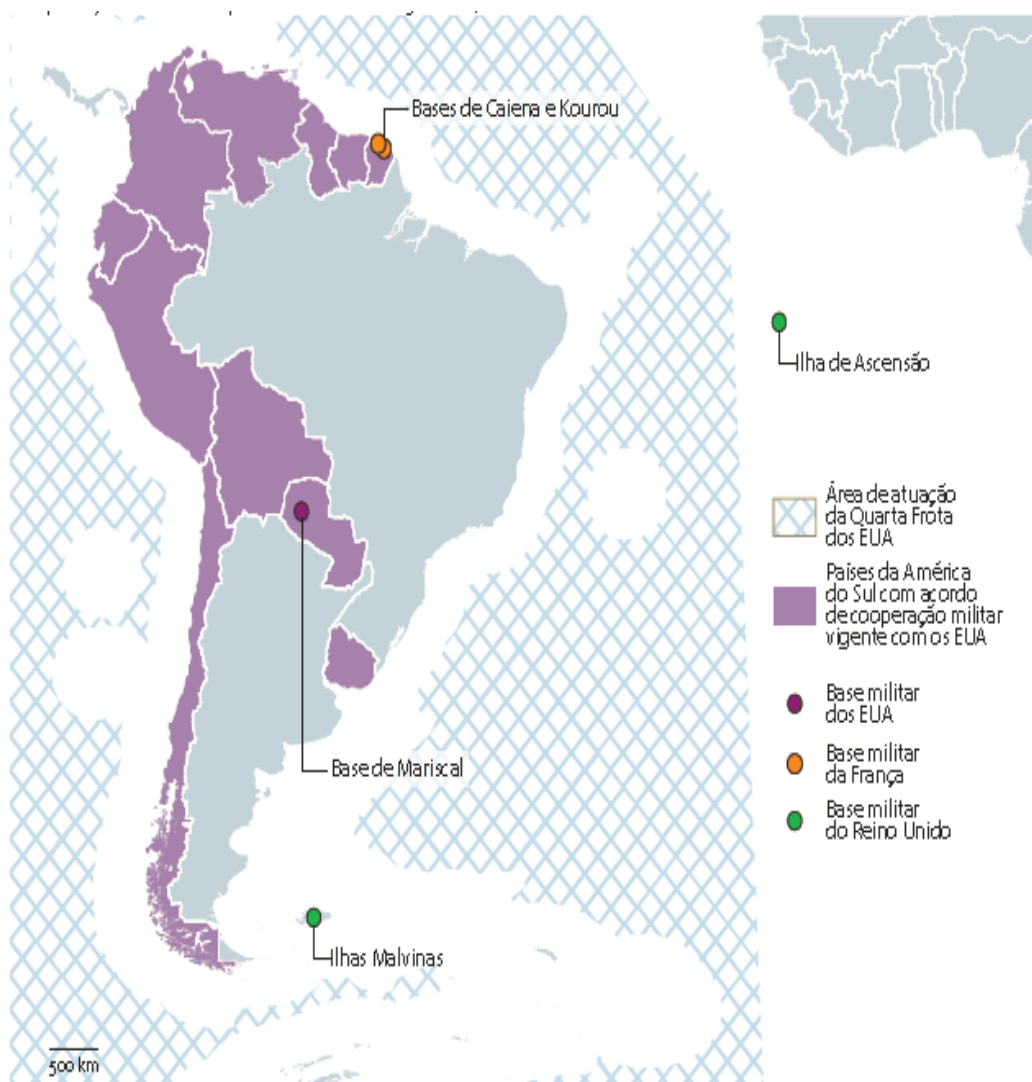 Bases de Caiena e Kourou
Ilha de Ascensão
Área de atuação
da Quarta Frota
dos EUA
Países da América
do Sul com acordo
de cooperação militar
vigente com os EUA
Base militar
dos EUA
Base de Mariscal
Base militar
da França
Base militar
do Reino Unido
Ilhas Malvinas
500 km